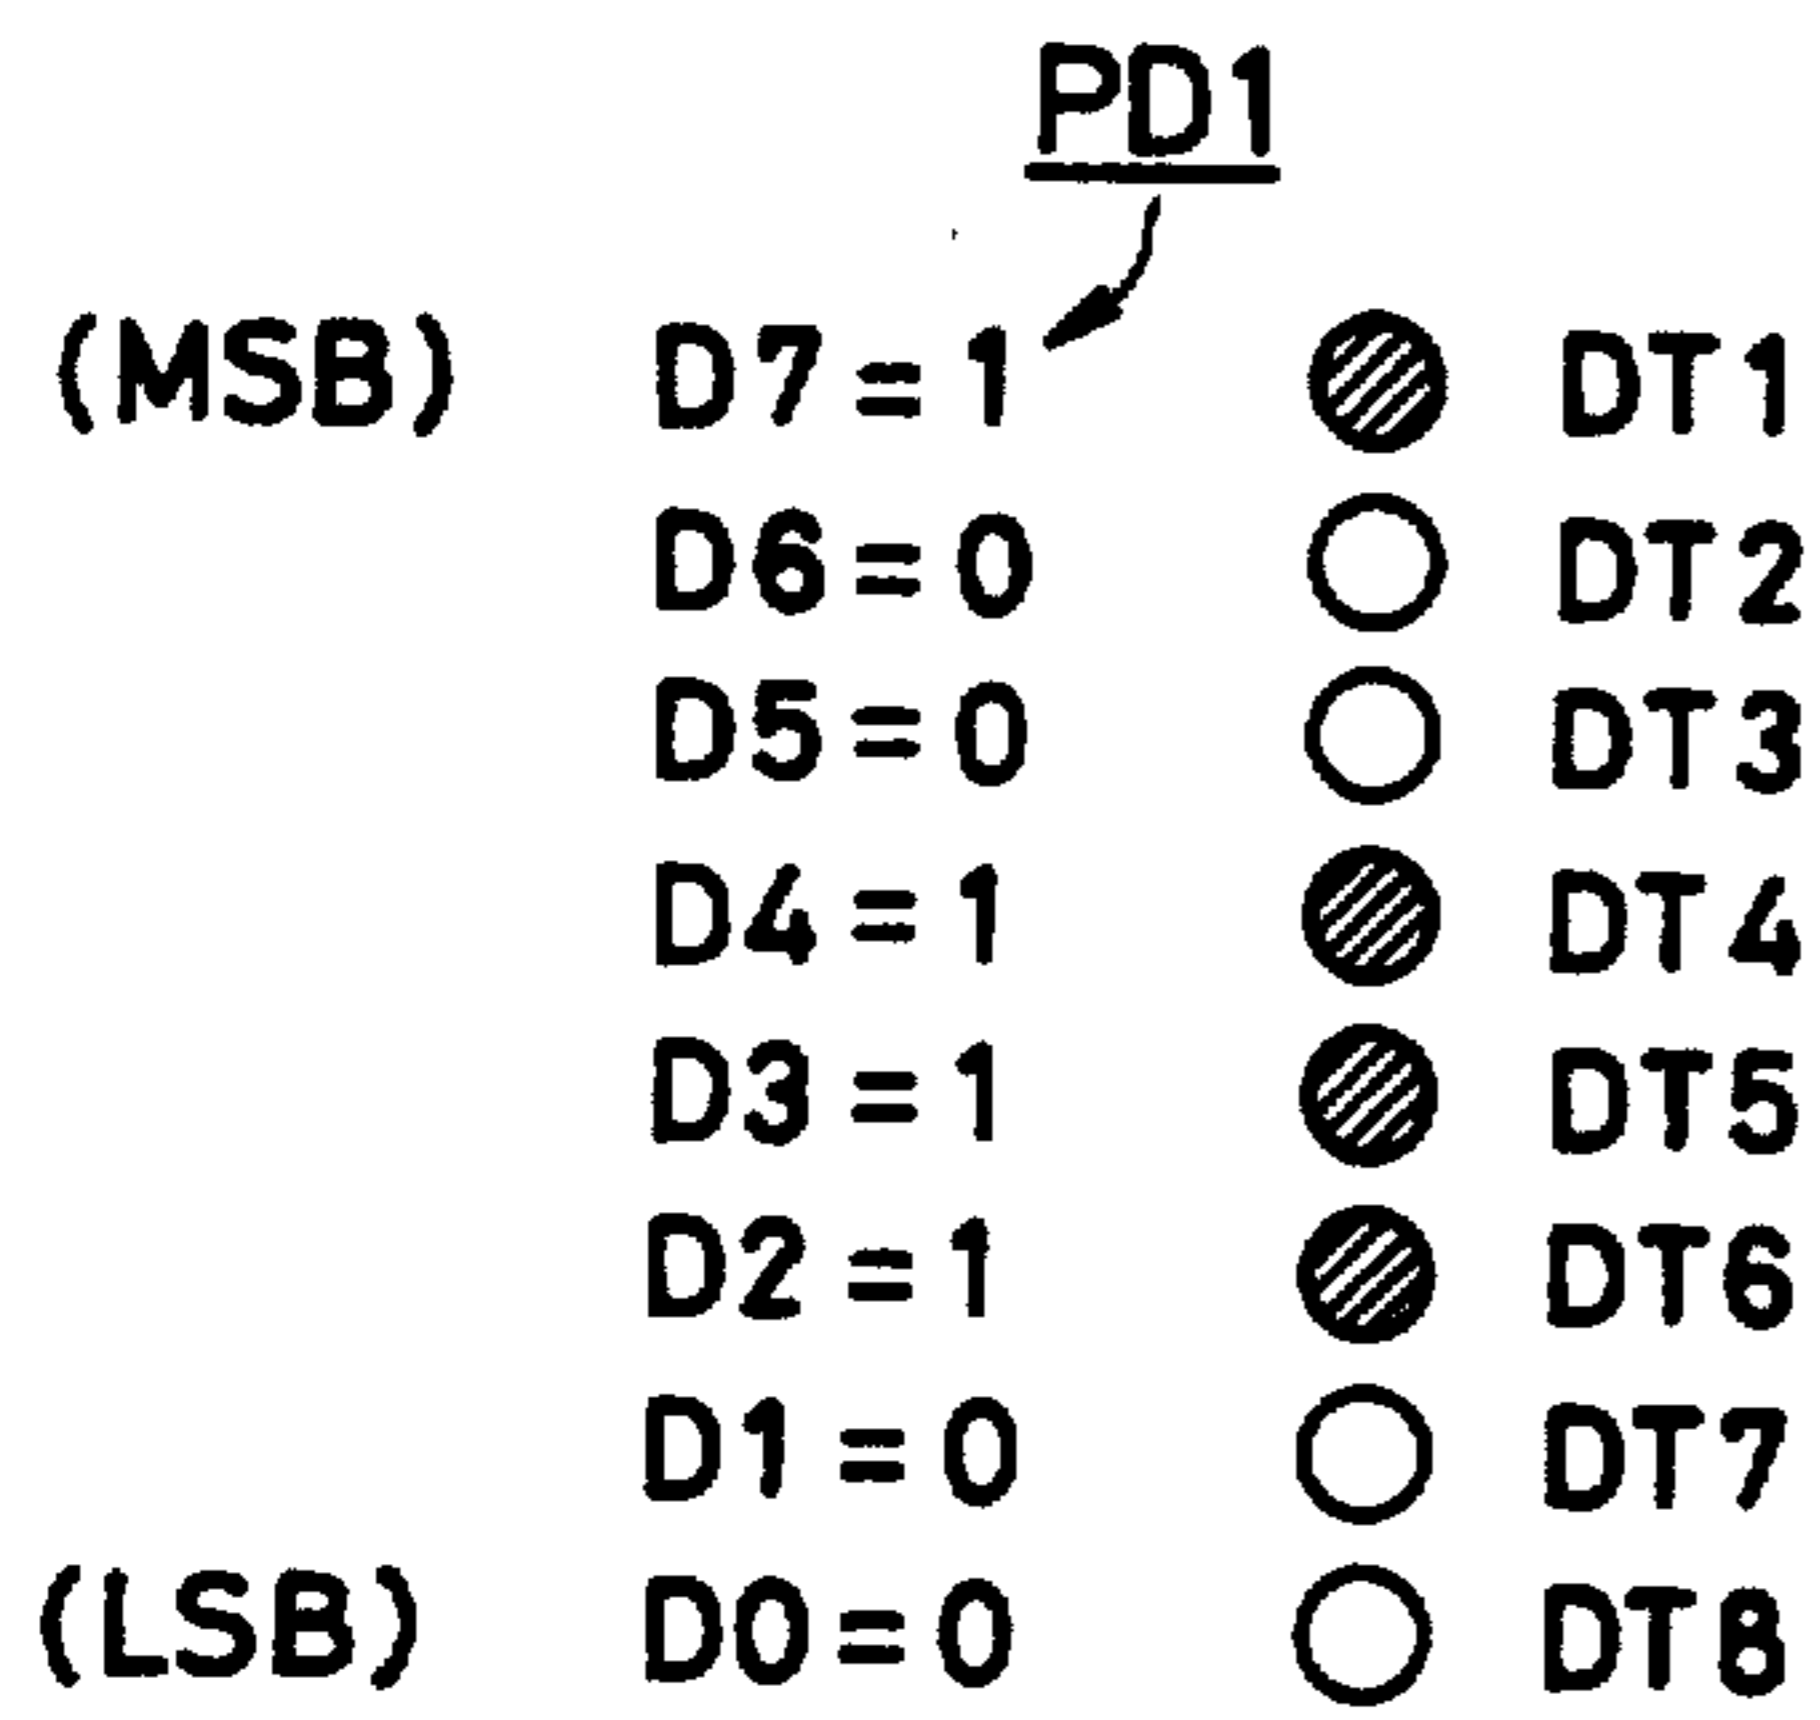 PD1
(MSB) D7=1 DT1
D6=0 DT2
D5=0 DT3
D4=1 DT4
D3=1 DT5
D2=1 DT6
D1=0 DT7
(LSB) D0=0 DT8